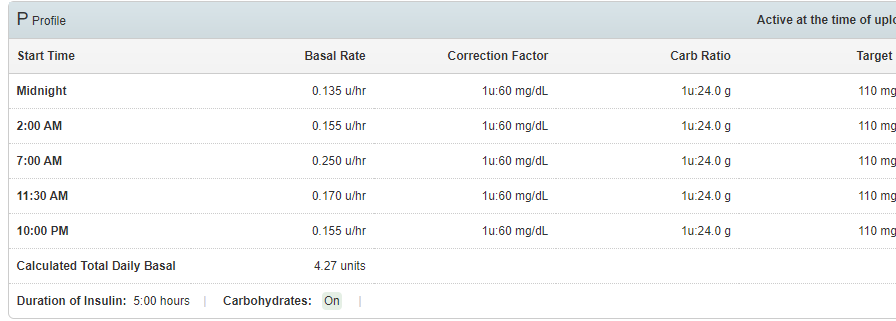 P Profile Active at the time of uplo
Start Time Basal Rate Correction Factor Carb Ratio Target
Midnight 0.135 u/hr 1u:60 mg/dL 1u:24.0 g 110 mg
2:00 AM 0.155 u/hr 1u:60 mg/dL 1u:24.0 g 110 mg
7:00 AM 0.250 u/hr 1u:60 mg/dL 1u:24.0 g 110 mg
11:30 AM 0.170 u/hr 1u:60 mg/dL 1u:24.0 g 110 mg
10:00 PM 0.155 u/hr 1u:60 mg/dL 1u:24.0 g 110 mg
Calculated Total Daily Basal 4.27 units
Duration of Insulin: 5:00 hours | Carbohydrates: On |